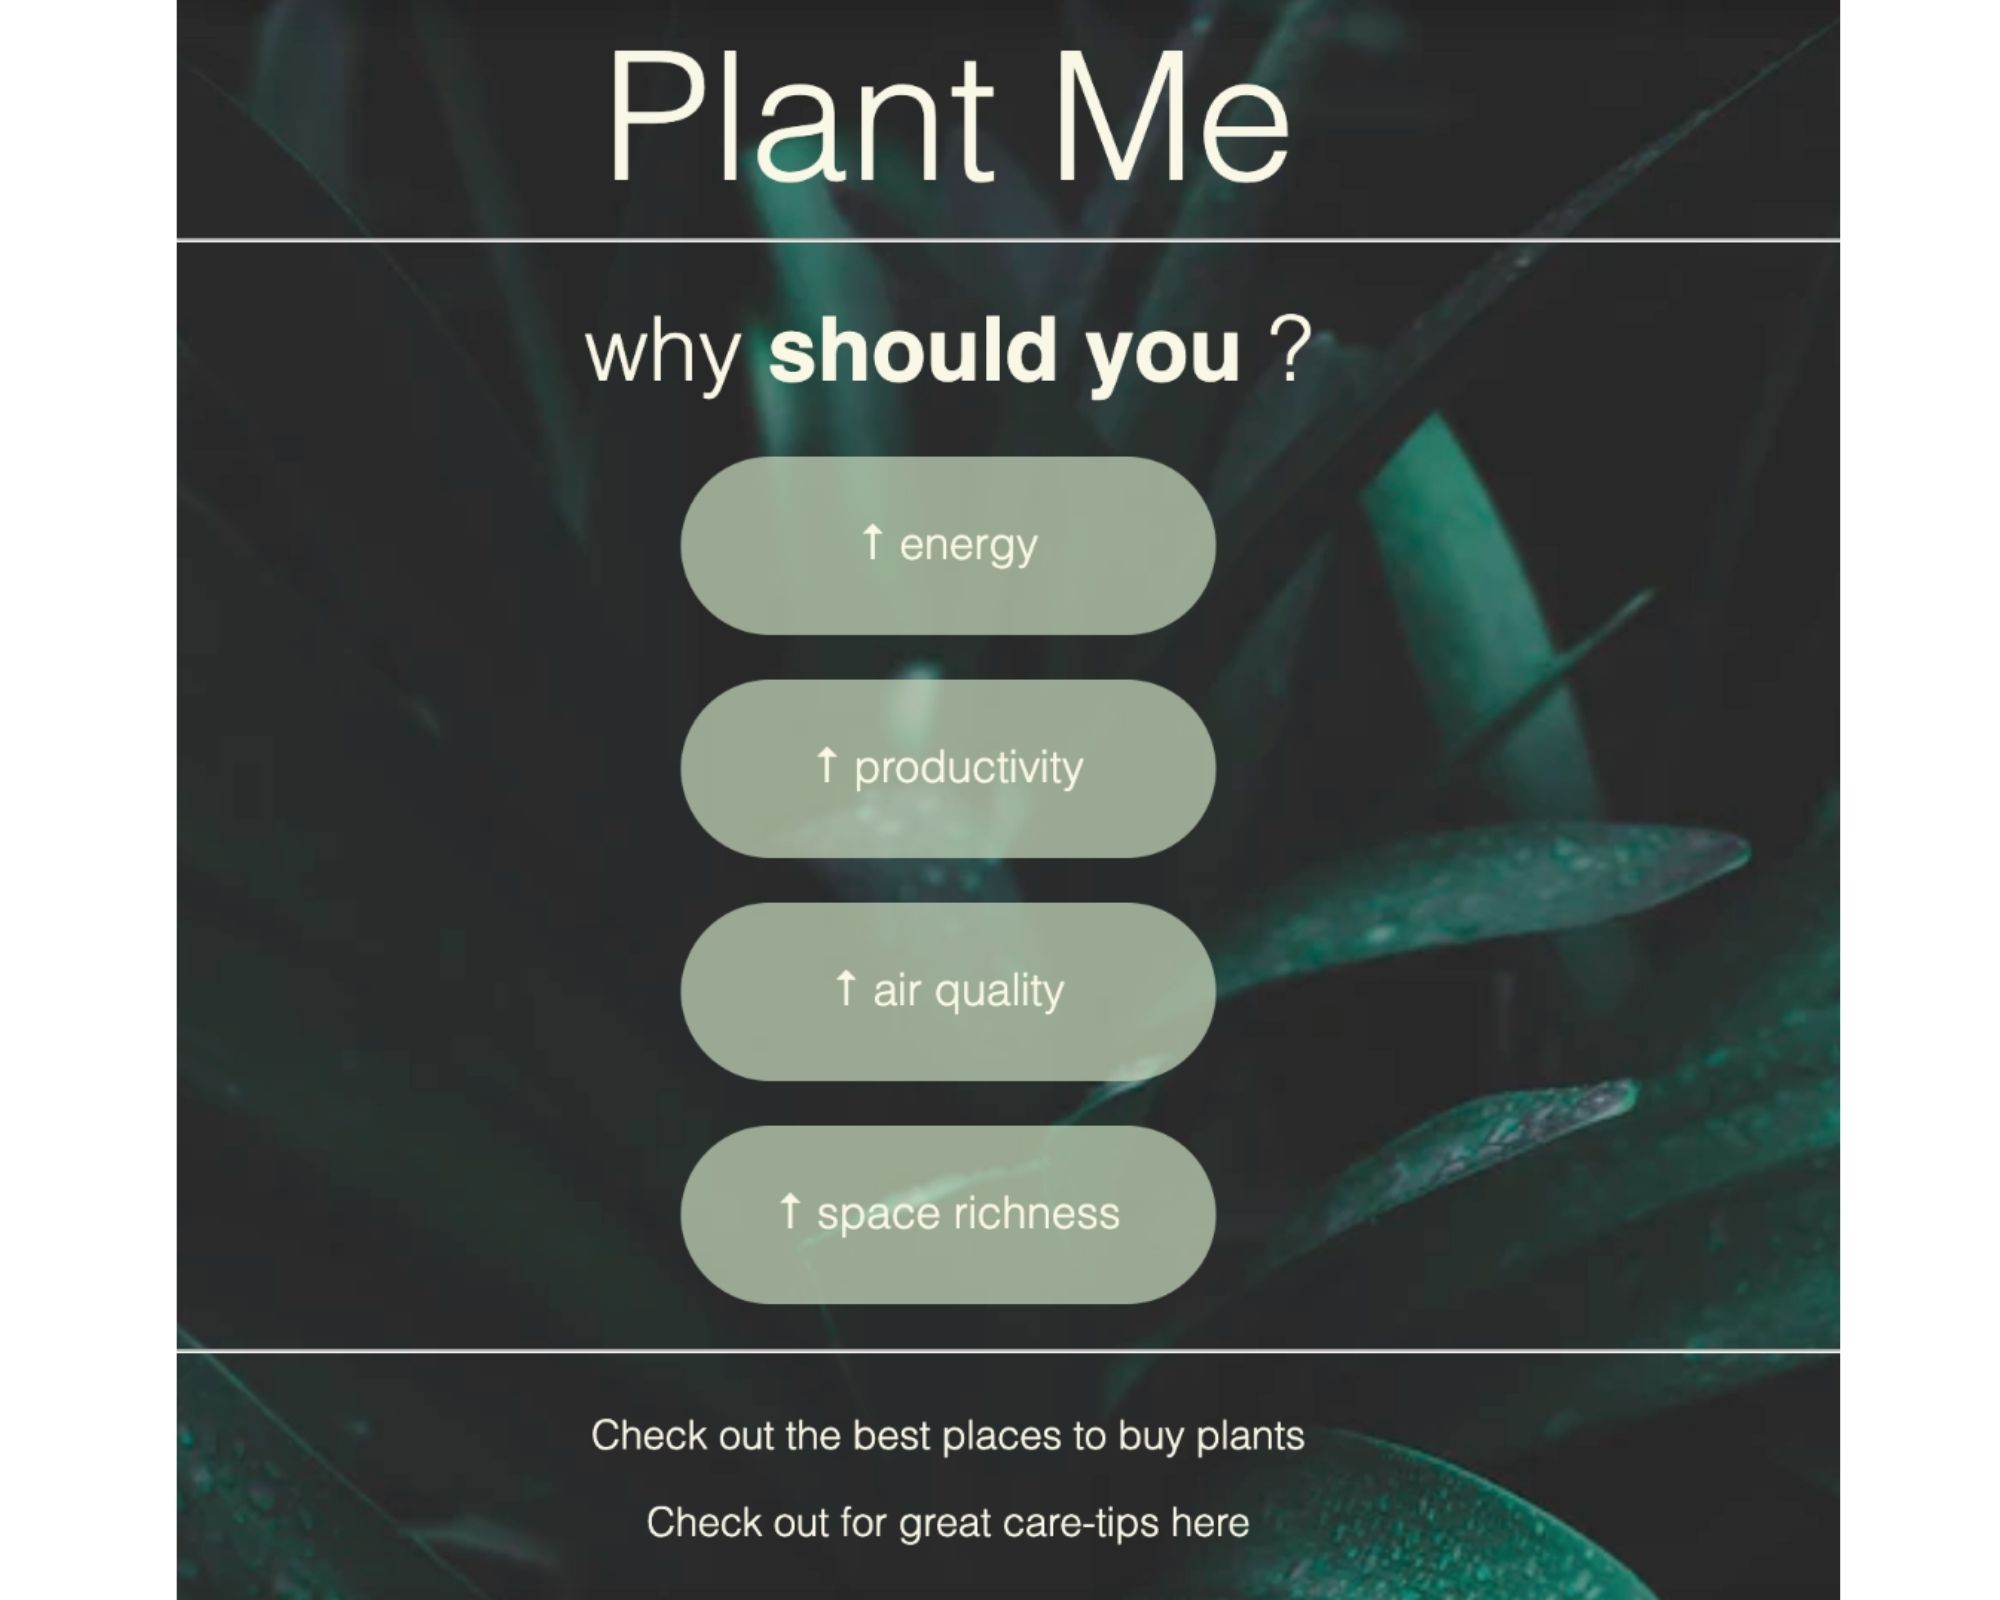 Plant Me
why should you ?
↑ energy
↑ productivity
↑ air quality
↑ space richness
Check out the best places to buy plants
Check out for great care-tips here